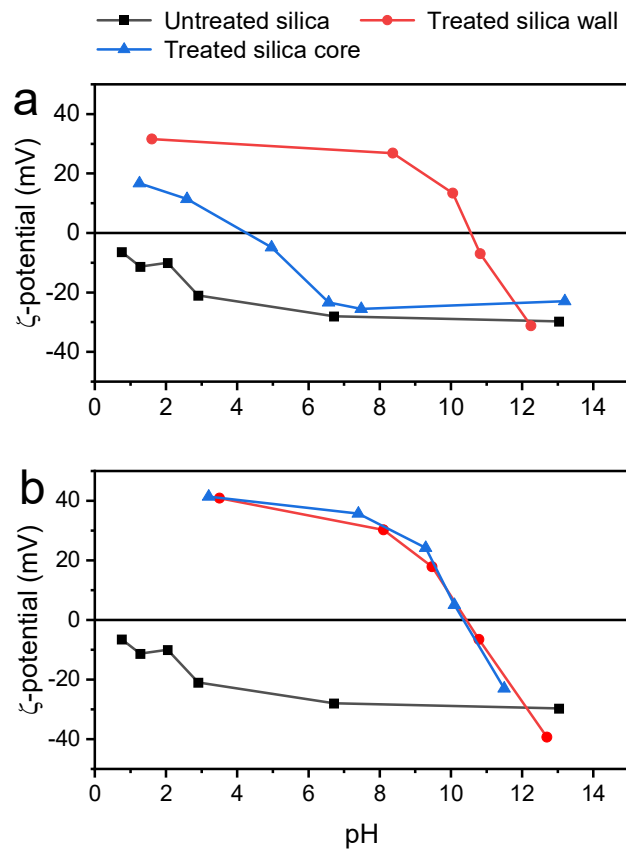 Untreated silica
Treated silica wall
Treated silica core
a
ζ-potential (mV)
40
20
0
-20
-40
0 2 4 6 8 10 12 14
b
ζ-potential (mV)
40
20
0
-20
-40
0 2 4 6 8 10 12 14
pH